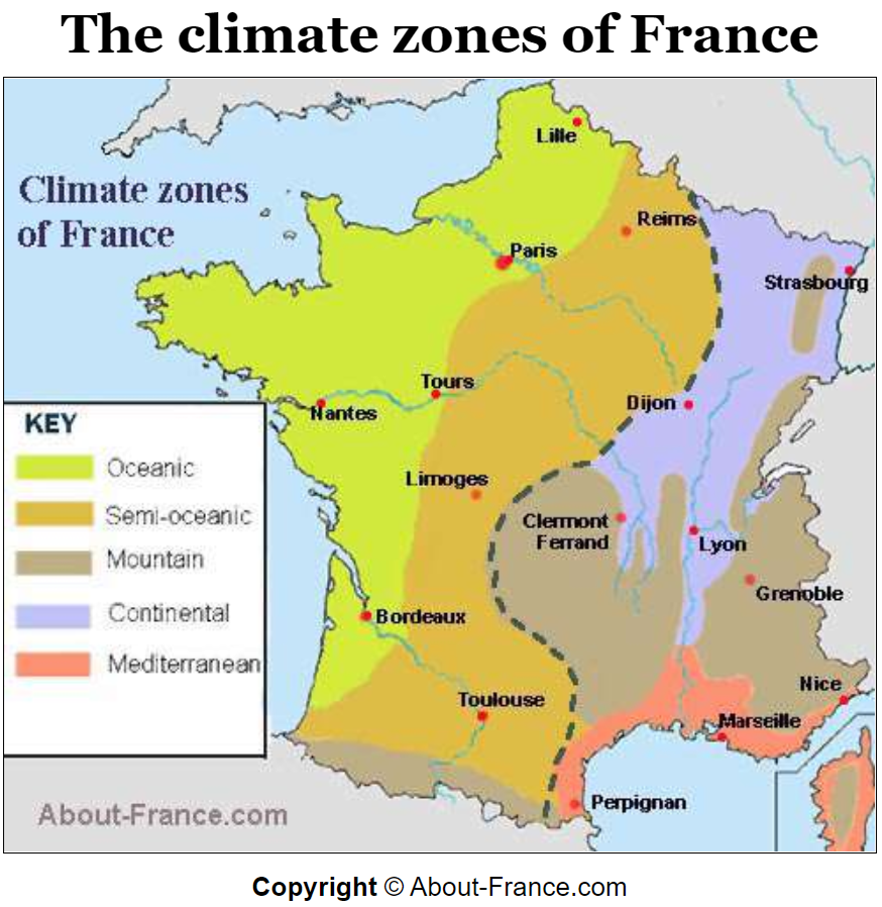 The climate zones of France
Climate zones
of France
Lille
Reims
Paris
Strasbourg
Tours
Nantes
Dijon
KEY
Oceanic
Semi-oceanic
Mountain
Continental
Mediterranean
Limoges
Clermont
Ferrand
Lyon
Grenoble
Bordeaux
Toulouse
Nice
Marseille
Perpignan
About-France.com
Copyright © About-France.com